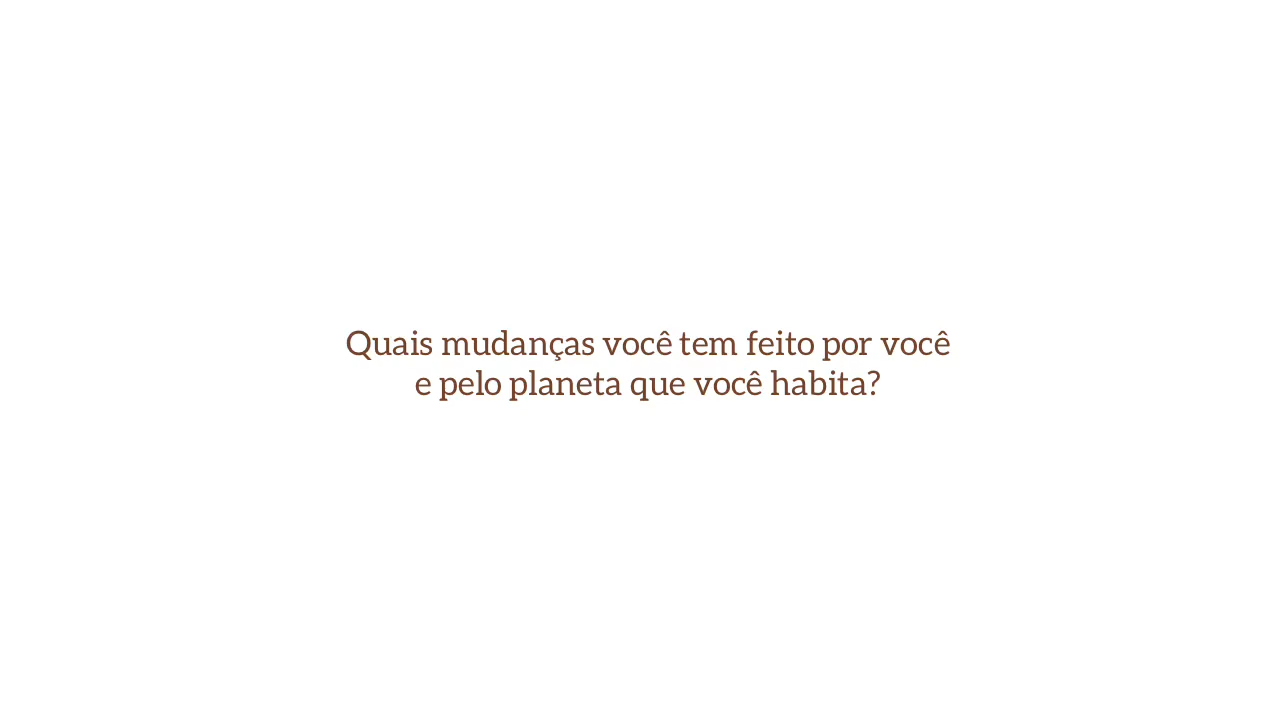 Quais mudanças você tem feito por você
e pelo planeta que você habita?